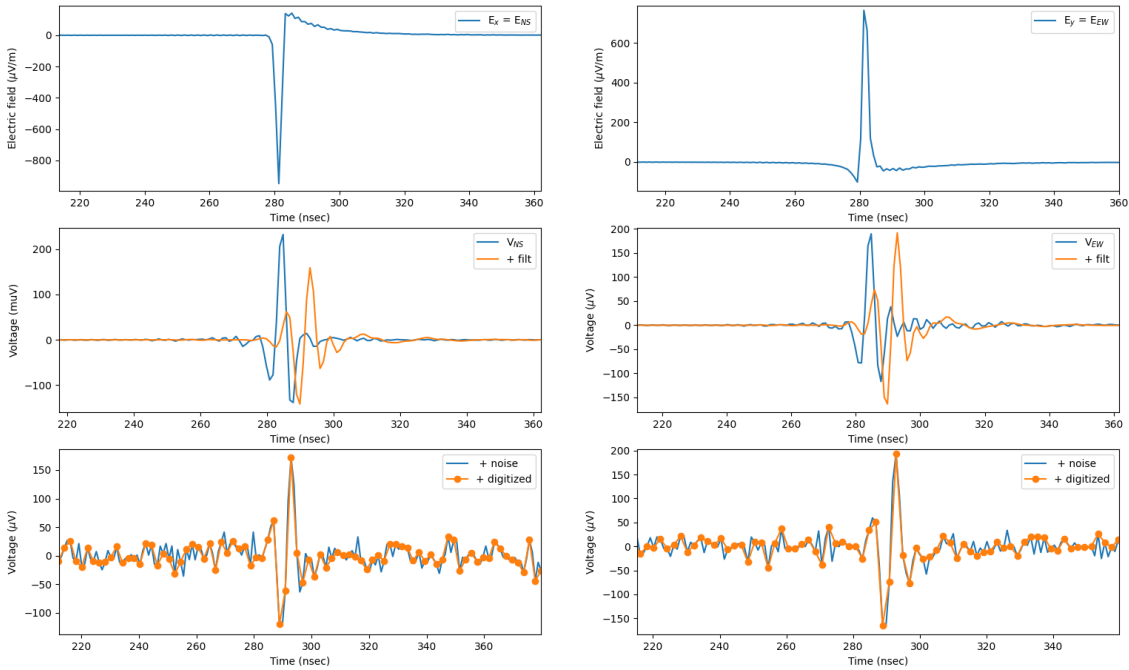 E_x = E_NS
Electric field (μV/m)
0
−200
−400
−600
−800
220 240 260 280 300 320 340 360
Time (nsec)
E_y = E_EW
Electric field (μV/m)
600
400
200
0
220 240 260 280 300 320 340 360
Time (nsec)
V_NS
+ filt
Voltage (muV)
200
100
0
−100
220 240 260 280 300 320 340 360
Time (nsec)
V_EW
+ filt
Voltage (μV)
200
150
100
50
0
−50
−100
−150
220 240 260 280 300 320 340 360
Time (nsec)
+ noise
+ digitized
Voltage (μV)
150
100
50
0
−50
−100
220 240 260 280 300 320 340 360
Time (nsec)
+ noise
+ digitized
Voltage (μV)
200
150
100
50
0
−50
−100
−150
220 240 260 280 300 320 340
Time (nsec)